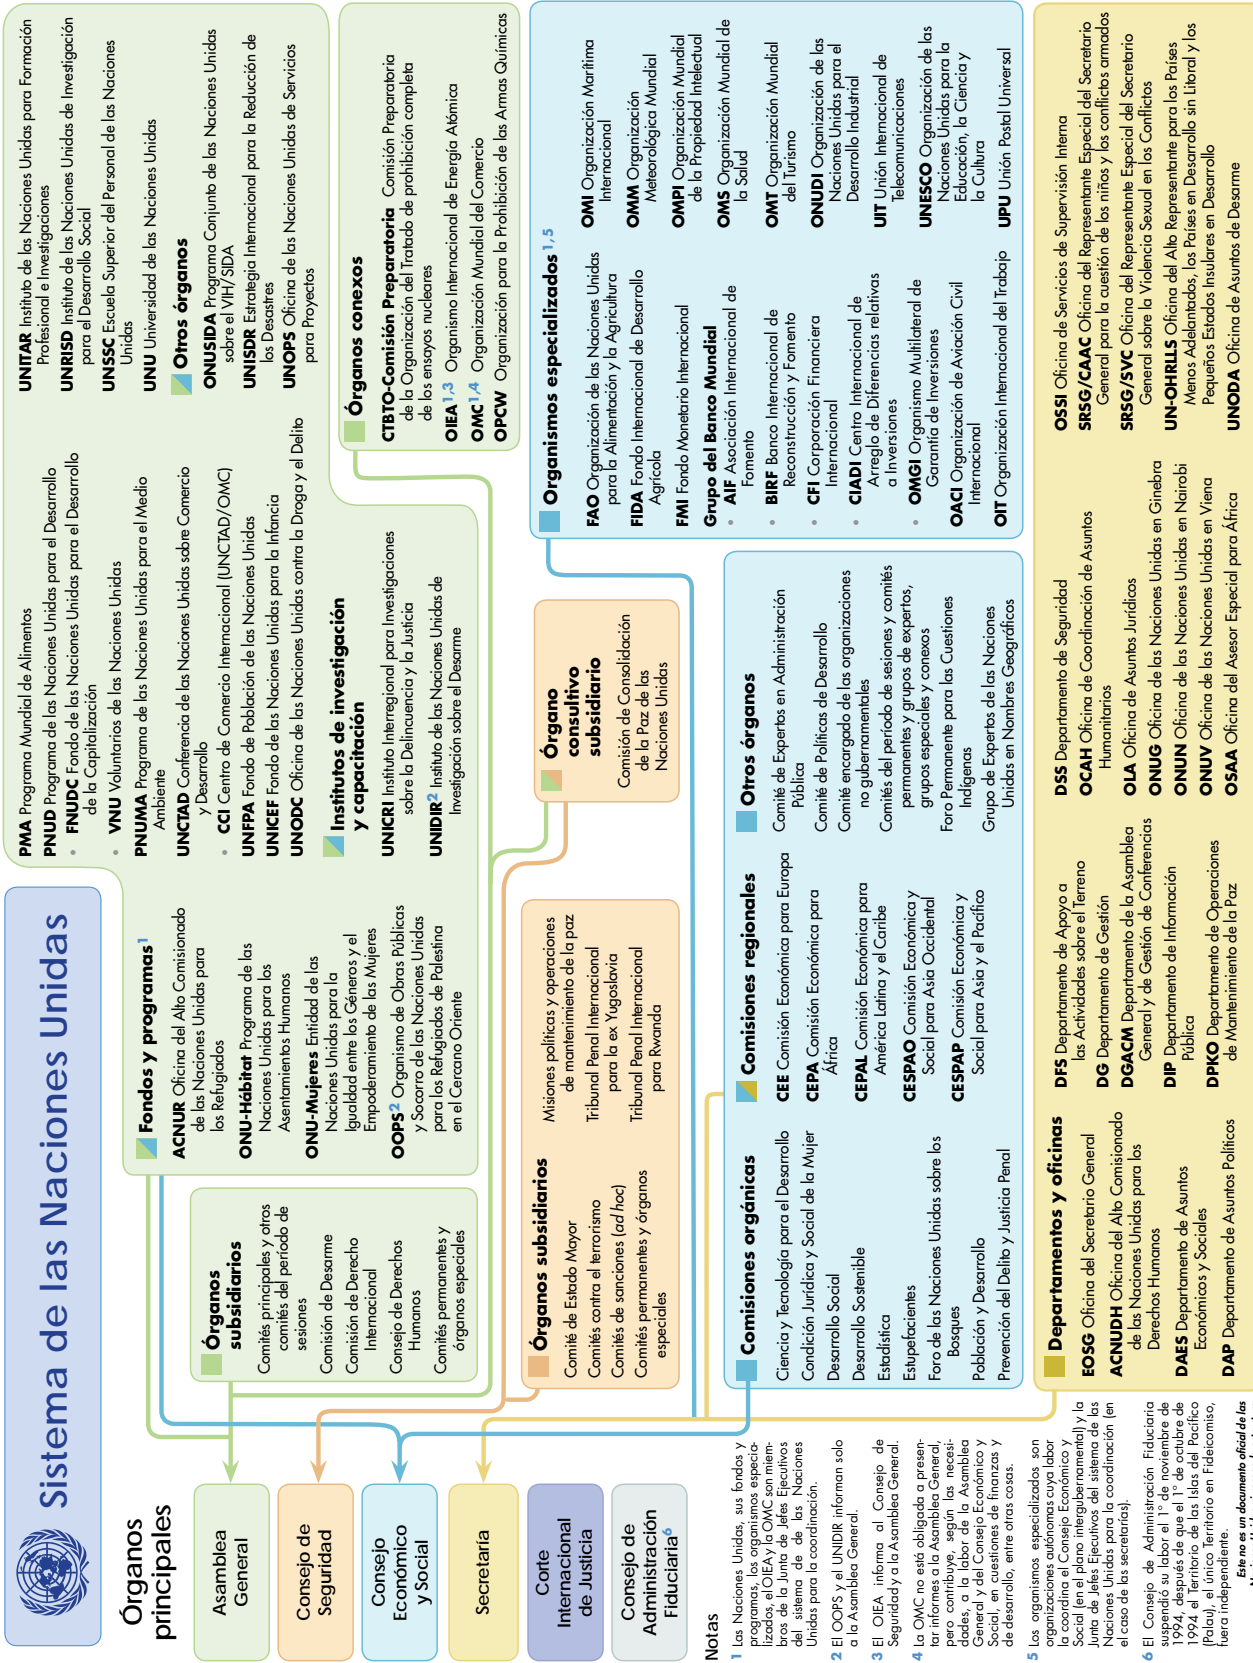 Sistema de las Naciones Unidas
Órganos
principales
Asamblea
General
Consejo de
Seguridad
Consejo
Económico
y Social
Secretaría
Corte
Internacional
de Justicia
Consejo de
Administración
Fiduciaria6
Órganos
subsidiarios
Comités principales y otros
comités del período de
sesiones
Comisión de Desarme
Comisión de Derecho
Internacional
Consejo de Derechos
Humanos
Comités permanentes y
órganos especiales
Fondos y programas1
ACNUR Oficina del Alto Comisionado
de las Naciones Unidas para
los Refugiados
ONU-Hábitat Programa de las
Naciones Unidas para los
Asentamientos Humanos
ONU-Mujeres Entidad de las
Naciones Unidas para la
Igualdad entre los Géneros y el
Empoderamiento de las Mujeres
OOPS2 Organismo de Obras Públicas
y Socorro de las Naciones Unidas
para los Refugiados de Palestina
en el Cercano Oriente
PMA Programa Mundial de Alimentos
PNUD Programa de las Naciones Unidas para el Desarrollo
• FNUDC Fondo de las Naciones Unidas para el Desarrollo
de la Capitalización
• VNU Voluntarios de las Naciones Unidas
PNUMA Programa de las Naciones Unidas para el Medio
Ambiente
UNCTAD Conferencia de las Naciones Unidas sobre Comercio
y Desarrollo
• CCI Centro de Comercio Internacional (UNCTAD/OMC)
UNFPA Fondo de Población de las Naciones Unidas
UNICEF Fondo de las Naciones Unidas para la Infancia
UNODC Oficina de las Naciones Unidas contra la Droga y el Delito
Institutos de investigación
y capacitación
UNICRI Instituto Interregional para Investigaciones
sobre la Delincuencia y la Justicia
UNIDIR2 Instituto de las Naciones Unidas de
Investigación sobre el Desarme
UNITAR Instituto de las Naciones Unidas para Formación
Profesional e Investigaciones
UNRISD Instituto de las Naciones Unidas de Investigación
para el Desarrollo Social
UNSSC Escuela Superior del Personal de las Naciones
Unidas
UNU Universidad de las Naciones Unidas
Otros órganos
ONUSIDA Programa Conjunto de las Naciones Unidas
sobre el VIH/SIDA
UNISDR Estrategia Internacional para la Reducción de
los Desastres
UNOPS Oficina de las Naciones Unidas de Servicios
para Proyectos
Órganos subsidiarios
Comité de Estado Mayor
Comités contra el terrorismo
Comités de sanciones (ad hoc)
Comités permanentes y órganos
especiales
Misiones políticas y operaciones
de mantenimiento de la paz
Tribunal Penal Internacional
para la ex Yugoslavia
Tribunal Penal Internacional
para Rwanda
Órgano
consultivo
subsidiario
Comisión de Consolidación
de la Paz de las
Naciones Unidas
Órganos conexos
CTBTO-Comisión Preparatoria Comisión Preparatoria
de la Organización del Tratado de prohibición completa
de los ensayos nucleares
OIEA 1,3 Organismo Internacional de Energía Atómica
OMC 1,4 Organización Mundial del Comercio
OPCW Organización para la Prohibición de las Armas Químicas
Comisiones orgánicas
Ciencia y Tecnología para el Desarrollo
Condición Jurídica y Social de la Mujer
Desarrollo Social
Desarrollo Sostenible
Estadística
Estupefacientes
Foro de las Naciones Unidas sobre los
Bosques
Población y Desarrollo
Prevención del Delito y Justicia Penal
Comisiones regionales
CEE Comisión Económica para Europa
CEPA Comisión Económica para
África
CEPAL Comisión Económica para
América Latina y el Caribe
CESPAO Comisión Económica y
Social para Asia Occidental
CESPAP Comisión Económica y
Social para Asia y el Pacífico
Otros órganos
Comité de Expertos en Administración
Pública
Comité de Políticas de Desarrollo
Comité encargado de las organizaciones
no gubernamentales
Comités del período de sesiones y comités
permanentes y grupos de expertos,
grupos especiales y conexos
Foro Permanente para las Cuestiones
Indígenas
Grupo de Expertos de las Naciones
Unidas en Nombres Geográficos
Organismos especializados 1,5
FAO Organización de las Naciones Unidas
para la Alimentación y la Agricultura
FIDA Fondo Internacional de Desarrollo
Agrícola
FMI Fondo Monetario Internacional
Grupo del Banco Mundial
• AIF Asociación Internacional de
Fomento
• BIRF Banco Internacional de
Reconstrucción y Fomento
• CFI Corporación Financiera
Internacional
• CIADI Centro Internacional de
Arreglo de Diferencias relativas
a Inversiones
• OMGI Organismo Multilateral de
Garantía de Inversiones
OACI Organización de Aviación Civil
Internacional
OIT Organización Internacional del Trabajo
OMI Organización Marítima
Internacional
OMM Organización
Meteorológica Mundial
OMPI Organización Mundial
de la Propiedad Intelectual
OMS Organización Mundial de
la Salud
OMT Organización Mundial
del Turismo
ONUDI Organización de las
Naciones Unidas para el
Desarrollo Industrial
UIT Unión Internacional de
Telecomunicaciones
UNESCO Organización de las
Naciones Unidas para la
Educación, la Ciencia y
la Cultura
UPU Unión Postal Universal
Departamentos y oficinas
EOSG Oficina del Secretario General
ACNUDH Oficina del Alto Comisionado
de las Naciones Unidas para los
Derechos Humanos
DAES Departamento de Asuntos
Económicos y Sociales
DAP Departamento de Asuntos Políticos
DFS Departamento de Apoyo a
las Actividades sobre el Terreno
DG Departamento de Gestión
DGACM Departamento de la Asamblea
General y de Gestión de Conferencias
DIP Departamento de Información
Pública
DPKO Departamento de Operaciones
de Mantenimiento de la Paz
DSS Departamento de Seguridad
OCAH Oficina de Coordinación de Asuntos
Humanitarios
OLA Oficina de Asuntos Jurídicos
ONUG Oficina de las Naciones Unidas en Ginebra
ONUN Oficina de las Naciones Unidas en Nairobi
ONUV Oficina de las Naciones Unidas en Viena
OSAA Oficina del Asesor Especial para África
OSSI Oficina de Servicios de Supervisión Interna
SRSG/CAAC Oficina del Representante Especial del Secretario
General para la cuestión de los niños y los conflictos armados
SRSG/SVC Oficina del Representante Especial del Secretario
General sobre la Violencia Sexual en los Conflictos
UN-OHRLLS Oficina del Alto Representante para los Países
Menos Adelantados, los Países en Desarrollo sin Litoral y los
Pequeños Estados Insulares en Desarrollo
UNODA Oficina de Asuntos de Desarme
Notas
1 Las Naciones Unidas, sus fondos y
programas, los organismos especia-
lizados, el OIEA y la OMC son miem-
bros de la Junta de Jefes Ejecutivos
del sistema de de las Naciones
Unidas para la coordinación.
2 El OOPS y el UNIDIR informan solo
a la Asamblea General.
3 El OIEA informa al Consejo de
Seguridad y a la Asamblea General.
4 La OMC no está obligada a presen-
tar informes a la Asamblea General,
pero contribuye, según las necesi-
dades, a la labor de la Asamblea
General y del Consejo Económico y
Social, en cuestiones de finanzas y
de desarrollo, entre otras cosas.
5 Los organismos especializados son
organizaciones autónomas cuya labor
la coordina el Consejo Económico y
Social (en el plano intergubernamental) y la
Junta de Jefes Ejecutivos del sistema de las
Naciones Unidas para la coordinación (en
el caso de las secretarías).
6 El Consejo de Administración Fiduciaria
suspendió su labor el 1° de noviembre de
1994, después de que el 1° de octubre de
1994 el Territorio de las Islas del Pacífico
(Palau), el único Territorio en Fideicomiso,
fuera independiente.
Este no es un documento oficial de las